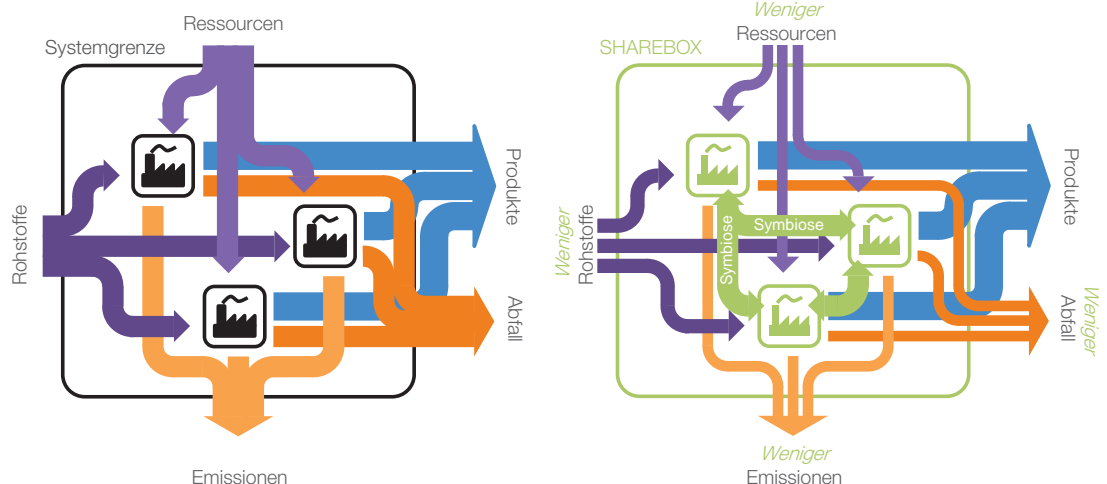 Ressourcen
Systemgrenze
Rohstoffe
Produkte
Abfall
Emissionen
Weniger
Ressourcen
SHAREBOX
Weniger
Rohstoffe
Symbiose
Symbiose
Produkte
Abfall
Weniger
Weniger
Emissionen